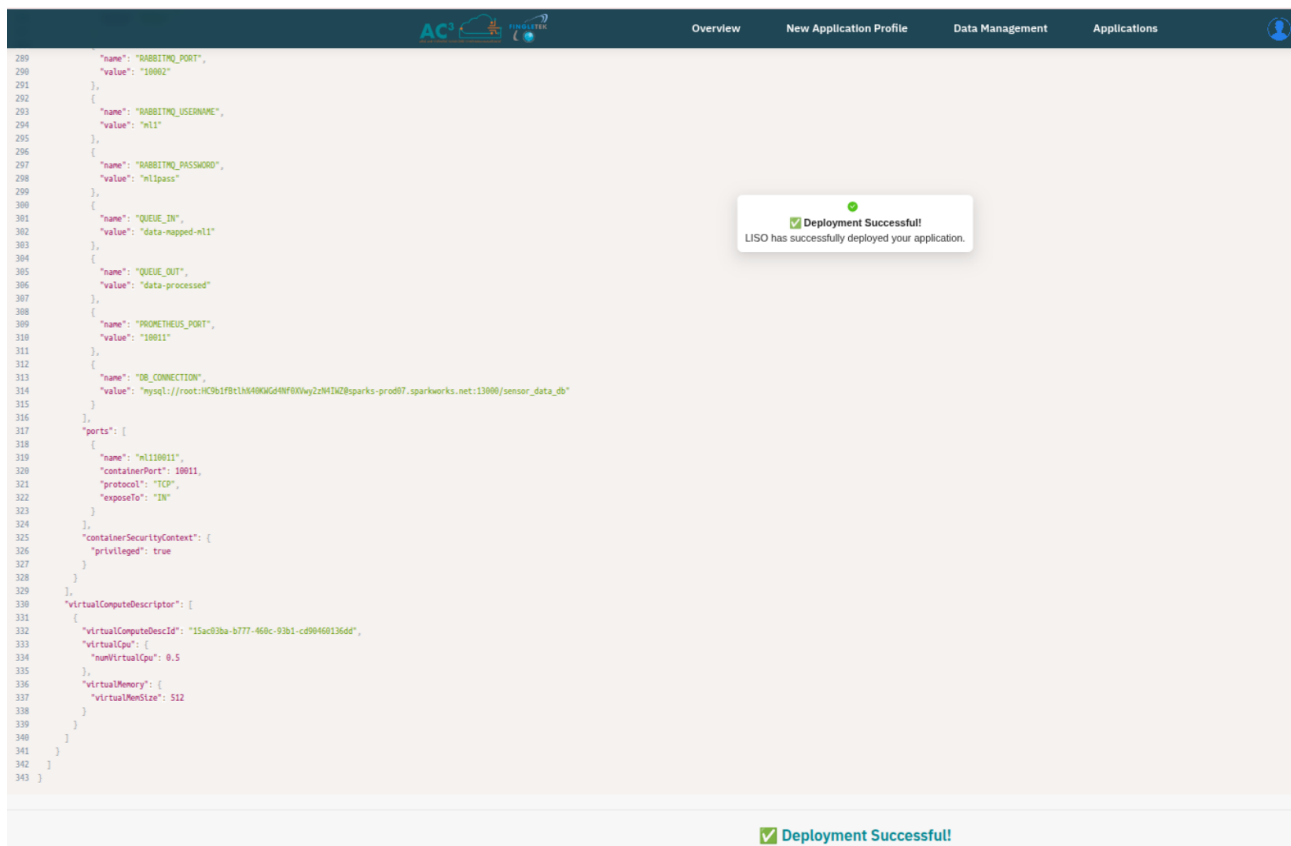 AC³ FINGLETEK Overview New Application Profile Data Management Applications
289 "name": "RABBITMQ_PORT",
290 "value": "10002"
291 },
292 {
293 "name": "RABBITMQ_USERNAME",
294 "value": "ml1"
295 },
296 {
297 "name": "RABBITMQ_PASSWORD",
298 "value": "ml1pass"
299 },
300 {
301 "name": "QUEUE_IN",
302 "value": "data-mapped-ml1"
303 },
304 {
305 "name": "QUEUE_OUT",
306 "value": "data-processed"
307 },
308 {
309 "name": "PROMETHEUS_PORT",
310 "value": "10011"
311 },
312 {
313 "name": "DB_CONNECTION",
314 "value":
315 }
316 ],
317 "ports": [
318 {
319 "name": "ml110011",
320 "containerPort": 10011,
321 "protocol": "TCP",
322 "exposeTo": "IN"
323 }
324 ],
325 "containerSecurityContext": {
326 "privileged": true
327 }
328 }
329 ],
330 "virtualComputeDescriptor": [
331 {
332 "virtualComputeDescId": "15ac03ba-b777-460c-93b1-cd90460136dd",
333 "virtualCpu": {
334 "numVirtualCpu": 0.5
335 },
336 "virtualMemory": {
337 "virtualMemSize": 512
338 }
339 }
340 ]
341 }
342 ]
343 }
✅ Deployment Successful!
LISO has successfully deployed your application.
✅ Deployment Successful!